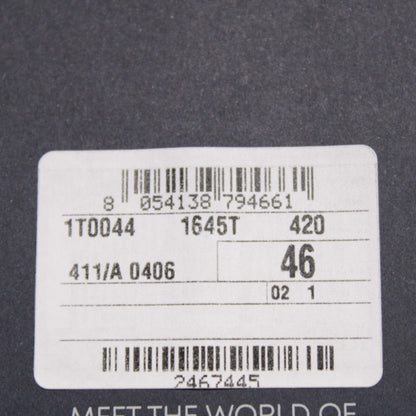 8 054138 794661
1T0044 1645T 420
411/A 0406 46
02 1
2467445
MEET THE WORLD OF